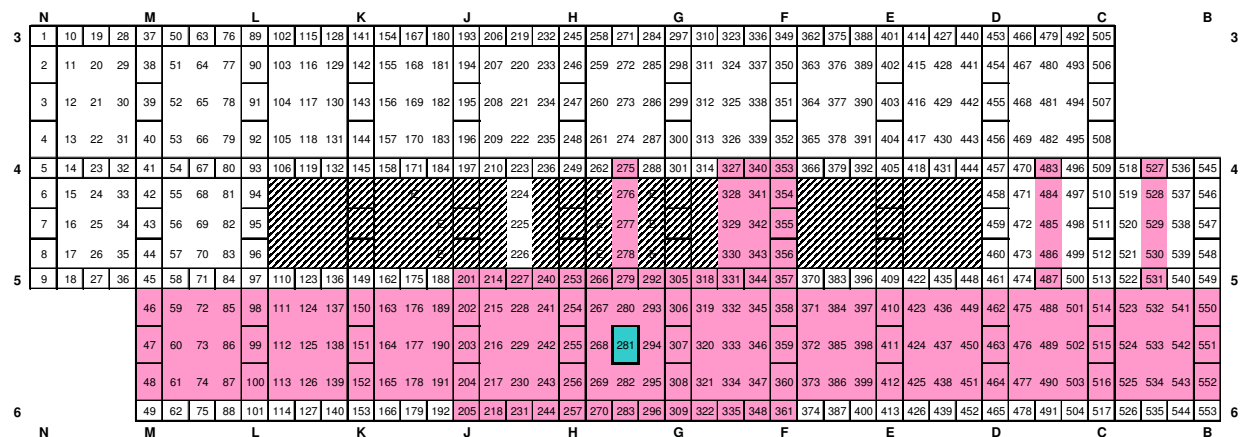 N M L K J H G F E D C B
3 1 10 19 28 37 50 63 76 89 102 115 128 141 154 167 180 193 206 219 232 245 258 271 284 297 310 323 336 349 362 375 388 401 414 427 440 453 466 479 492 505 3
2 11 20 29 38 51 64 77 90 103 116 129 142 155 168 181 194 207 220 233 246 259 272 285 298 311 324 337 350 363 376 389 402 415 428 441 454 467 480 493 506
3 12 21 30 39 52 65 78 91 104 117 130 143 156 169 182 195 208 221 234 247 260 273 286 299 312 325 338 351 364 377 390 403 416 429 442 455 468 481 494 507
4 13 22 31 40 53 66 79 92 105 118 131 144 157 170 183 196 209 222 235 248 261 274 287 300 313 326 339 352 365 378 391 404 417 430 443 456 469 482 495 508
4 5 14 23 32 41 54 67 80 93 106 119 132 145 158 171 184 197 210 223 236 249 262 275 288 301 314 327 340 353 366 379 392 405 418 431 444 457 470 483 496 509 518 527 536 545
6 15 24 33 42 55 68 81 94 E 224 E 276 E 328 341 354 458 471 484 497 510 519 528 537 546
7 16 25 34 43 56 69 82 95 E 225 E 277 E 329 342 355 459 472 485 498 511 520 529 538 547
8 17 26 35 44 57 70 83 96 E 226 E 278 E 330 343 356 460 473 486 499 512 521 530 539 548
5 9 18 27 36 45 58 71 84 97 110 123 136 149 162 175 188 201 214 227 240 253 266 279 292 305 318 331 344 357 370 383 396 409 422 435 448 461 474 487 500 513 522 531 540 549 5
46 59 72 85 98 111 124 137 150 163 176 189 202 215 228 241 254 267 280 293 306 319 332 345 358 371 384 397 410 423 436 449 462 475 488 501 514 523 532 541 550
47 60 73 86 99 112 125 138 151 164 177 190 203 216 229 242 255 268 281 294 307 320 333 346 359 372 385 398 411 424 437 450 463 476 489 502 515 524 533 542 551
48 61 74 87 100 113 126 139 152 165 178 191 204 217 230 243 256 269 282 295 308 321 334 347 360 373 386 399 412 425 438 451 464 477 490 503 516 525 534 543 552
6 49 62 75 88 101 114 127 140 153 166 179 192 205 218 231 244 257 270 283 296 309 322 335 348 361 374 387 400 413 426 439 452 465 478 491 504 517 526 535 544 553 6
N M L K J H G F E D C B